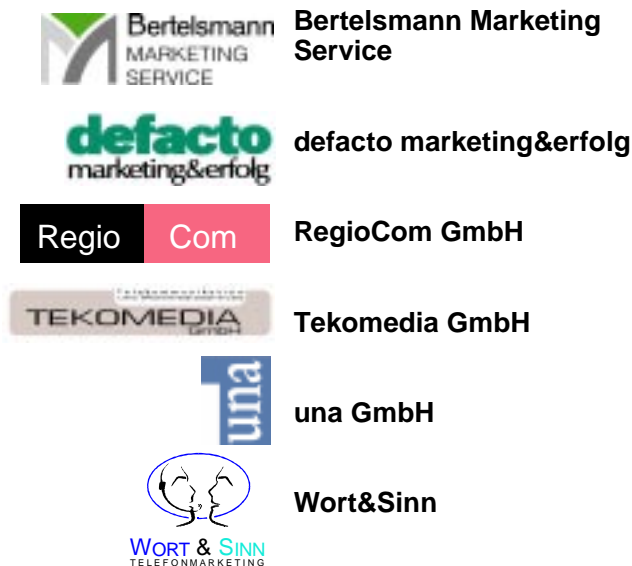 Bertelsmann
MARKETING
SERVICE
Bertelsmann Marketing
Service
defacto
marketing&erfolg
defacto marketing&erfolg
Regio Com
RegioCom GmbH
TEKOMEDIA
GmbH
Tekomedia GmbH
una
una GmbH
WORT & SINN
TELEFONMARKETING
Wort&Sinn